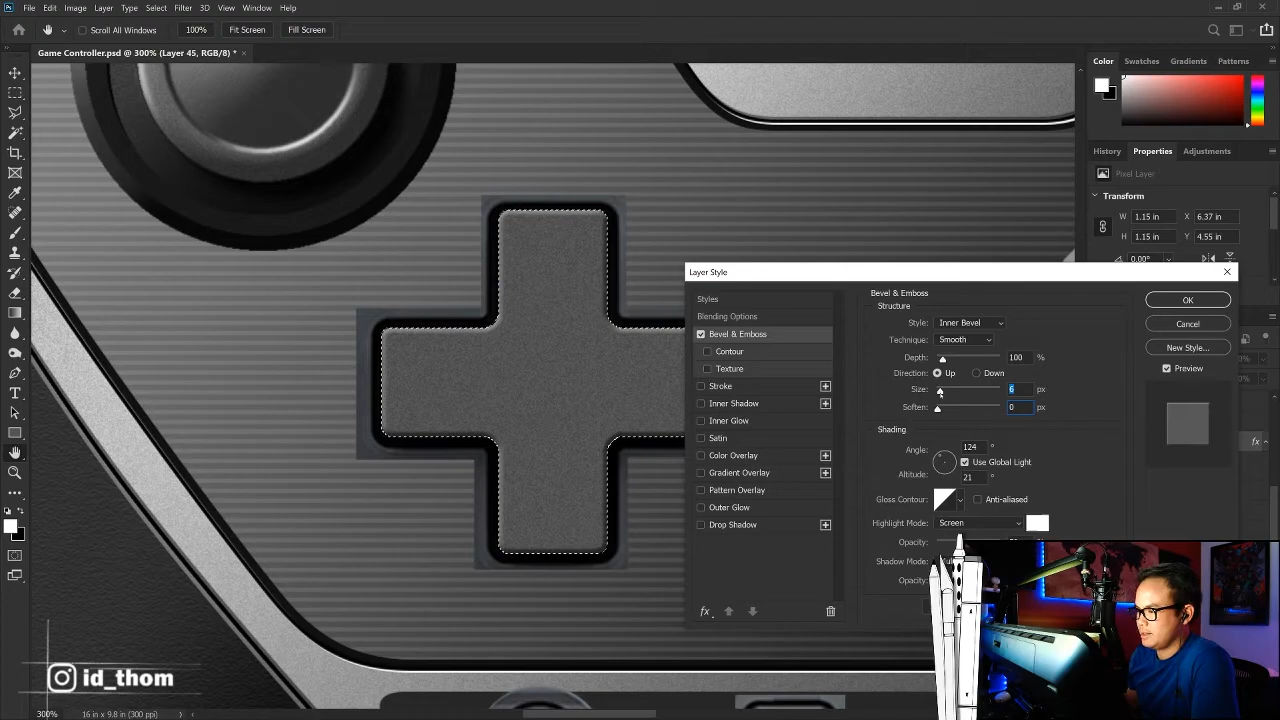 Ps File Edit Image Layer Type Select Filter 3D View Window Help
Scroll All Windows 100% Fit Screen Fill Screen
Game Controller.psd @ 300% (Layer 45, RGB/8) * ×
Color Swatches Gradients Patterns
History Properties Adjustments
Pixel Layer
Transform
W 1.15 in X 6.37 in
H 1.15 in Y 4.55 in
0.00°
Layer Style
Styles
Blending Options
Bevel & Emboss
Contour
Texture
Stroke
Inner Shadow
Inner Glow
Satin
Color Overlay
Gradient Overlay
Pattern Overlay
Outer Glow
Drop Shadow
fx
Bevel & Emboss
Structure
Style: Inner Bevel
Technique: Smooth
Depth: 100 %
Direction: Up Down
Size: 6 px
Soften: 0 px
Shading
Angle: 124 °
Use Global Light
Altitude: 21 °
Gloss Contour: Anti-aliased
Highlight Mode: Screen
Opacity:
Shadow Mode:
Opacity:
OK
Cancel
New Style...
Preview
fx
id_thom
300% 16 in x 9.8 in (300 ppi)